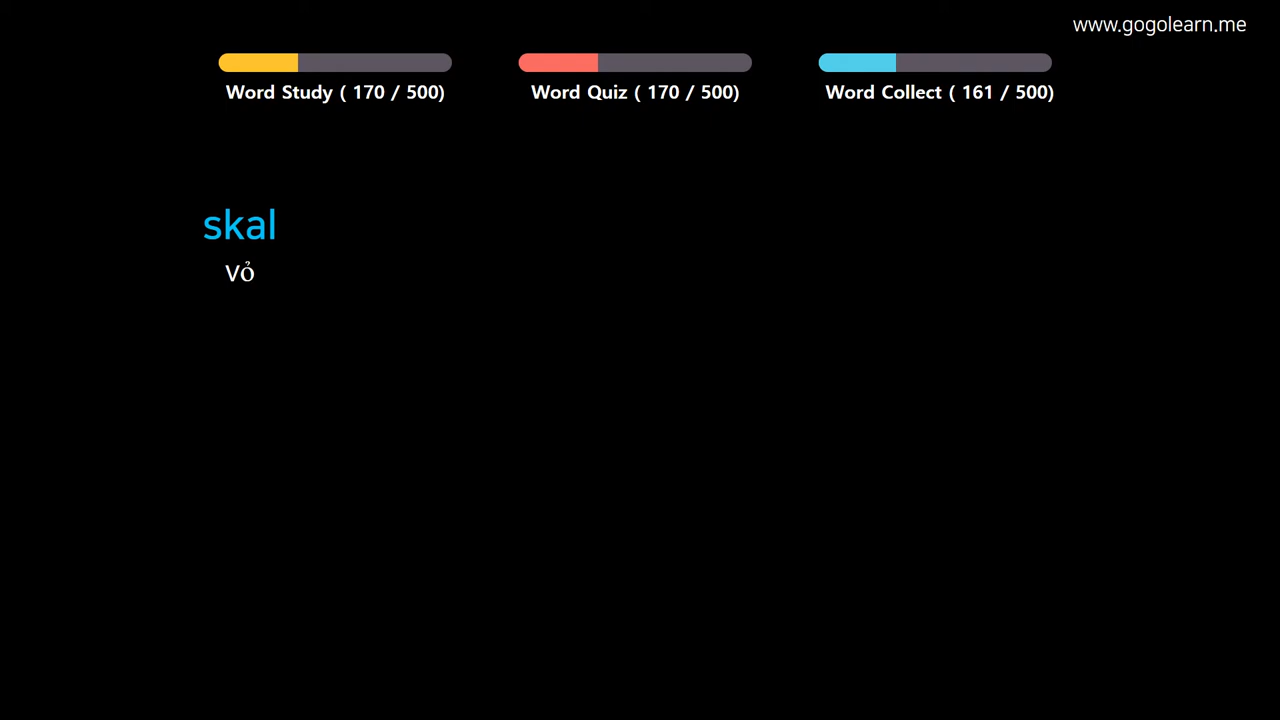 www.gogolearn.me
Word Study ( 170 / 500)
Word Quiz ( 170 / 500)
Word Collect ( 161 / 500)
skal
Vỏ